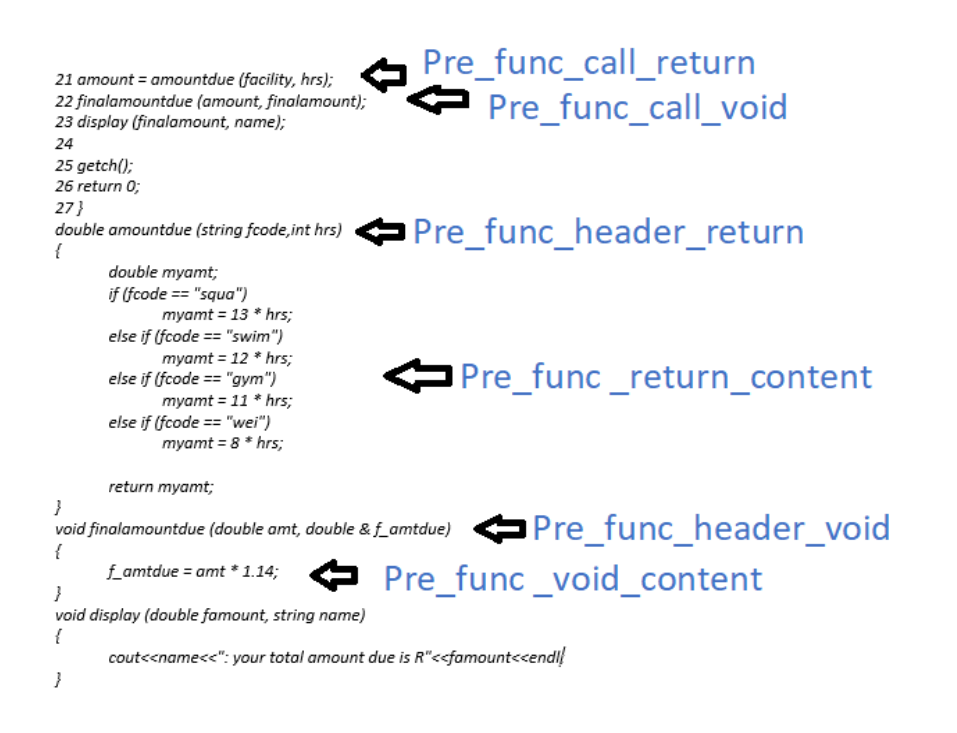 21 amount = amountdue (facility, hrs); Pre_func_call_return
22 finalamountdue (amount, finalamount); Pre_func_call_void
23 display (finalamount, name);
24
25 getch();
26 return 0;
27 }
double amountdue (string fcode,int hrs) Pre_func_header_return
{
double myamt;
if (fcode == "squa")
myamt = 13 * hrs;
else if (fcode == "swim")
myamt = 12 * hrs;
else if (fcode == "gym") Pre_func _return_content
myamt = 11 * hrs;
else if (fcode == "wei")
myamt = 8 * hrs;
return myamt;
}
void finalamountdue (double amt, double & f_amtdue) Pre_func_header_void
{
f_amtdue = amt * 1.14; Pre_func _void_content
}
void display (double famount, string name)
{
cout<<name<<": your total amount due is R"<<famount<<endl;
}